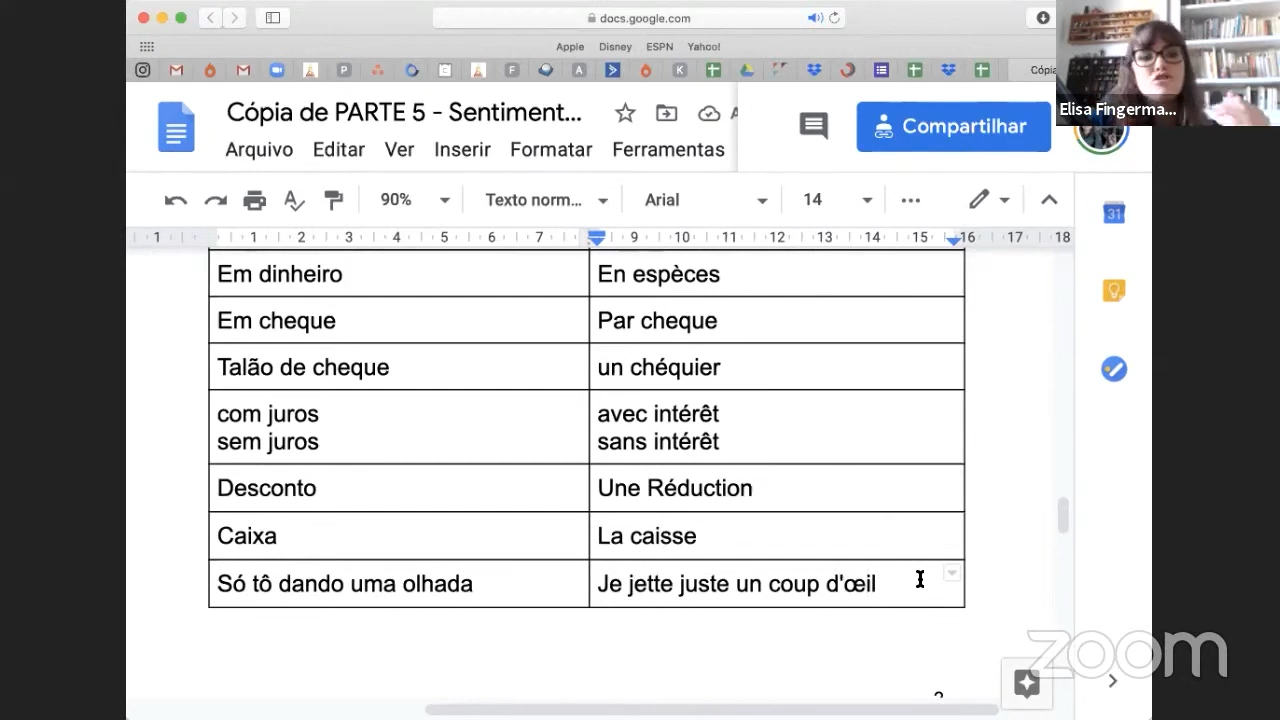 docs.google.com
Apple Disney ESPN Yahoo!
Cópia
Elisa Fingerma...
Cópia de PARTE 5 - Sentiment...
Compartilhar
Arquivo Editar Ver Inserir Formatar Ferramentas
90% Texto norm... Arial 14 ...
1 1 2 3 4 5 6 7 9 10 11 12 13 14 15 16 17 18
31
Em dinheiro En espèces
Em cheque Par cheque
Talão de cheque un chéquier
com juros avec intérêt
sem juros sans intérêt
Desconto Une Réduction
Caixa La caisse
Só tô dando uma olhada Je jette juste un coup d'œil
zoom